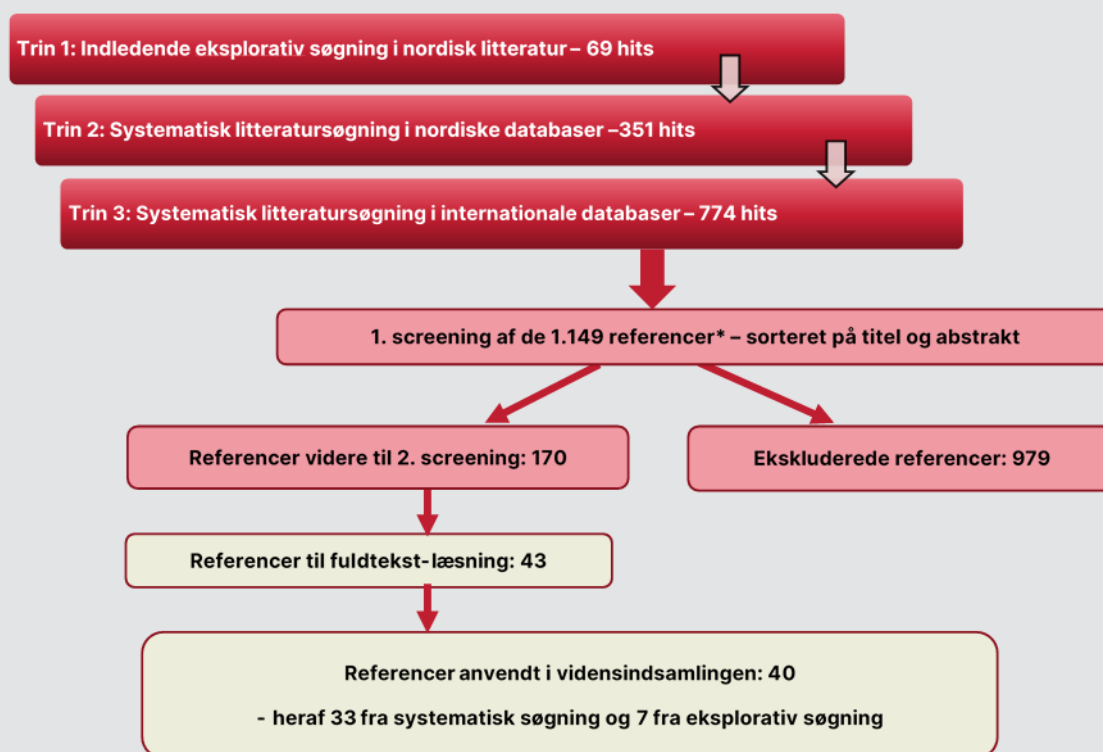 Trin 1: Indledende eksplorativ søgning i nordisk litteratur – 69 hits
Trin 2: Systematisk litteratursøgning i nordiske databaser –351 hits
Trin 3: Systematisk litteratursøgning i internationale databaser – 774 hits
1. screening af de 1.149 referencer* – sorteret på titel og abstrakt
Referencer videre til 2. screening: 170
Ekskluderede referencer: 979
Referencer til fuldtekst-læsning: 43
Referencer anvendt i vidensindsamlingen: 40
- heraf 33 fra systematisk søgning og 7 fra eksplorativ søgning